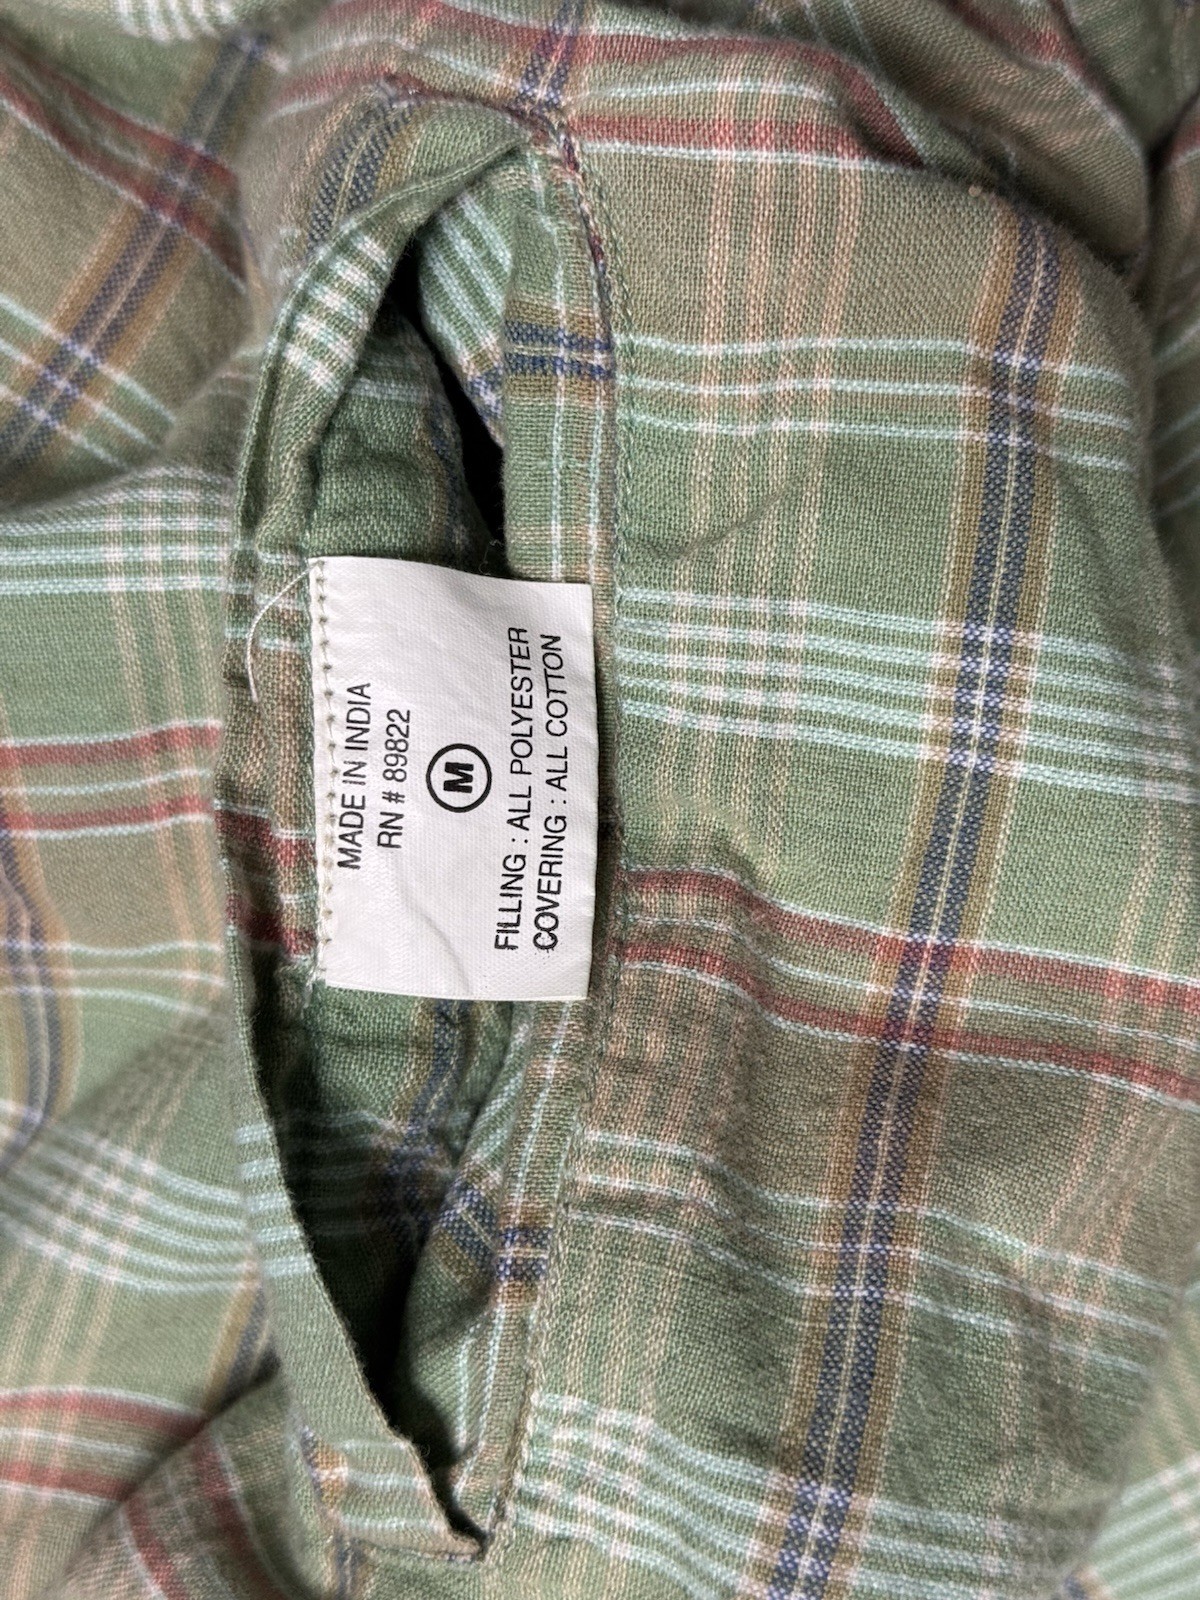 MADE IN INDIA
RN # 89822
M
FILLING : ALL POLYESTER
COVERING : ALL COTTON